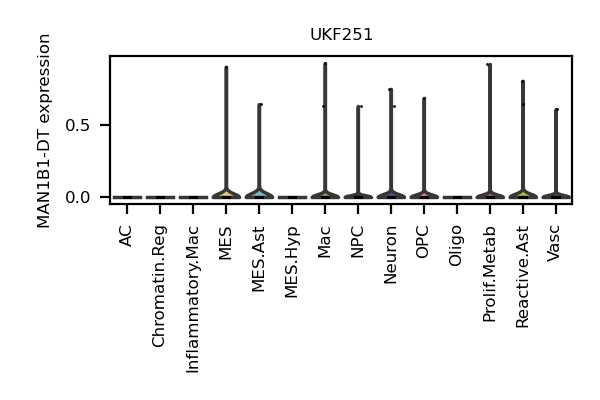 UKF251
MAN1B1-DT expression
0.5
0.0
AC
Chromatin.Reg
Inflammatory.Mac
MES
MES.Ast
MES.Hyp
Mac
NPC
Neuron
OPC
Oligo
Prolif.Metab
Reactive.Ast
Vasc